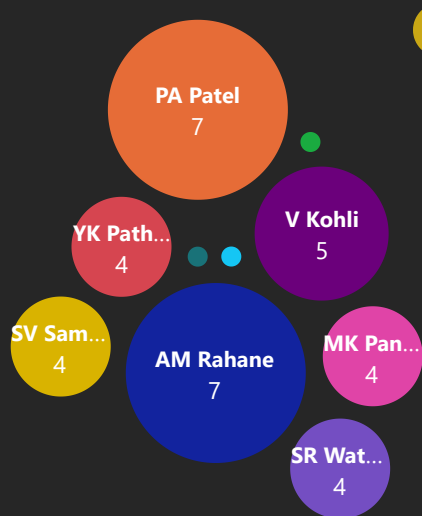 PA Patel
7
V Kohli
5
YK Path...
4
SV Sam...
4
AM Rahane
7
MK Pan...
4
SR Wat...
4